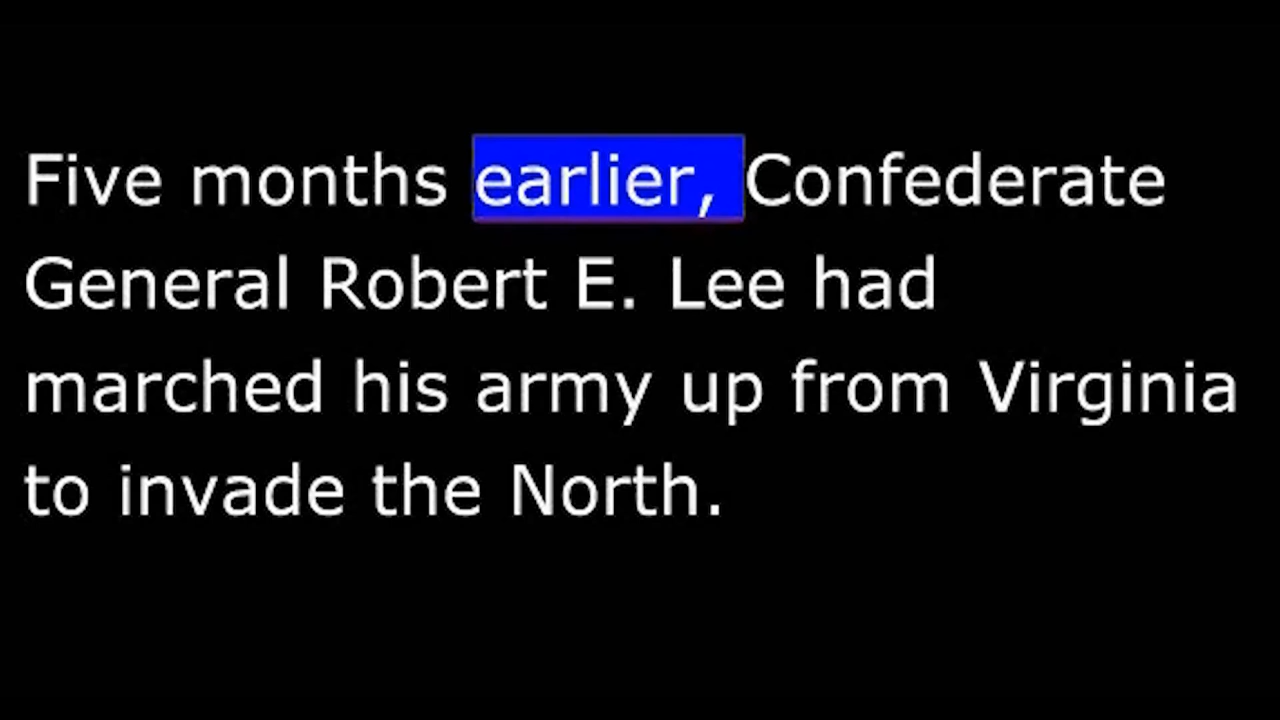 Five months earlier, Confederate
General Robert E. Lee had
marched his army up from Virginia
to invade the North.